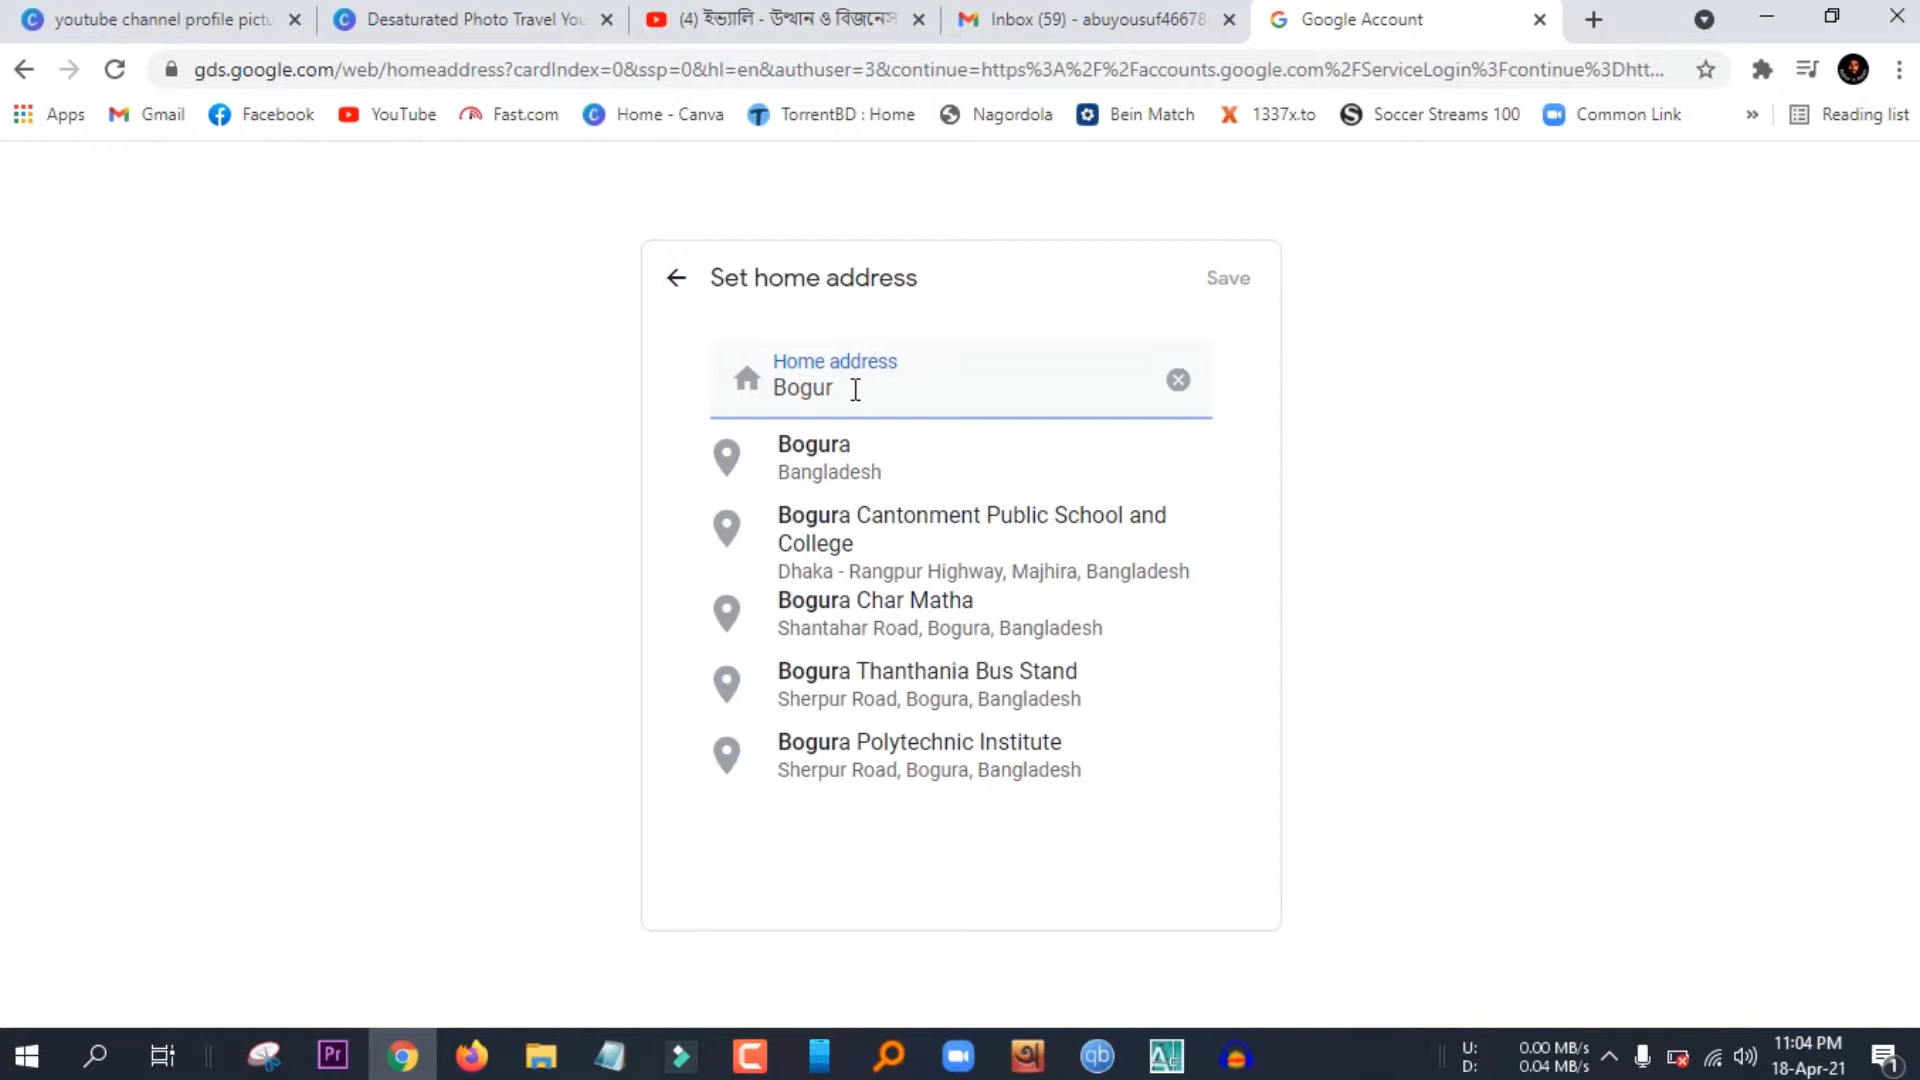 youtube channel profile pictu
Desaturated Photo Travel You
(4) ইভ্যালি - উত্থান ও বিজনেস
Inbox (59) - abuyousuf46678
Google Account
gds.google.com/web/homeaddress?cardIndex=0&ssp=0&hl=en&authuser=3&continue=https%3A%2F%2Faccounts.google.com%2FServiceLogin%3Fcontinue%3Dhtt...
Apps
Gmail
Facebook
YouTube
Fast.com
Home - Canva
TorrentBD : Home
Nagordola
Bein Match
1337x.to
Soccer Streams 100
Common Link
»
Reading list
Set home address
Save
Home address
Bogur
Bogura
Bangladesh
Bogura Cantonment Public School and
College
Dhaka - Rangpur Highway, Majhira, Bangladesh
Bogura Char Matha
Shantahar Road, Bogura, Bangladesh
Bogura Thanthania Bus Stand
Sherpur Road, Bogura, Bangladesh
Bogura Polytechnic Institute
Sherpur Road, Bogura, Bangladesh
Pr
qb
U: 0.00 MB/s
D: 0.04 MB/s
11:04 PM
18-Apr-21
1